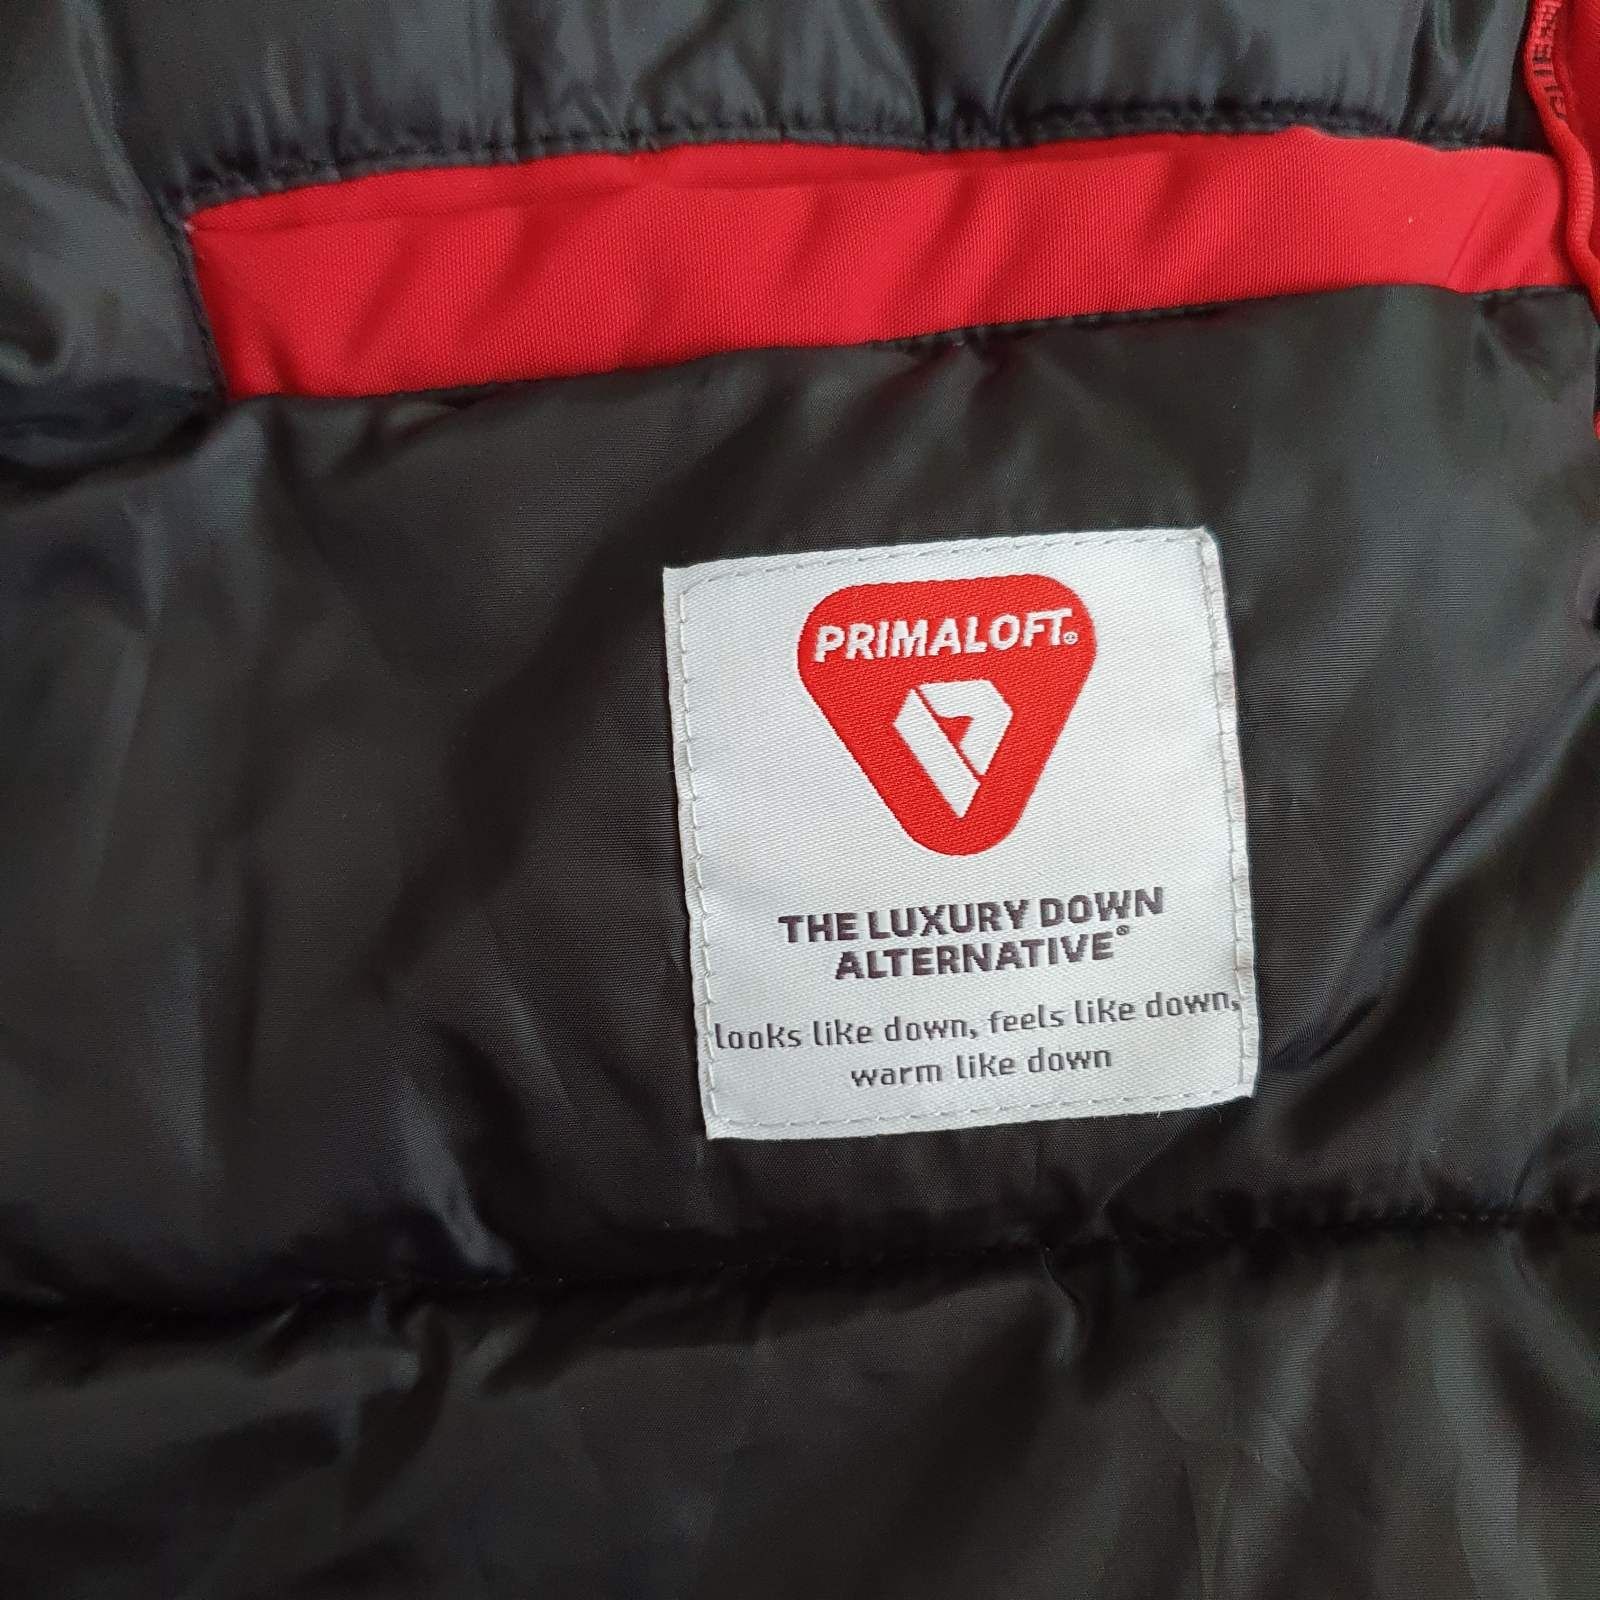 PRIMALOFT®
THE LUXURY DOWN
ALTERNATIVE®
looks like down, feels like down,
warm like down